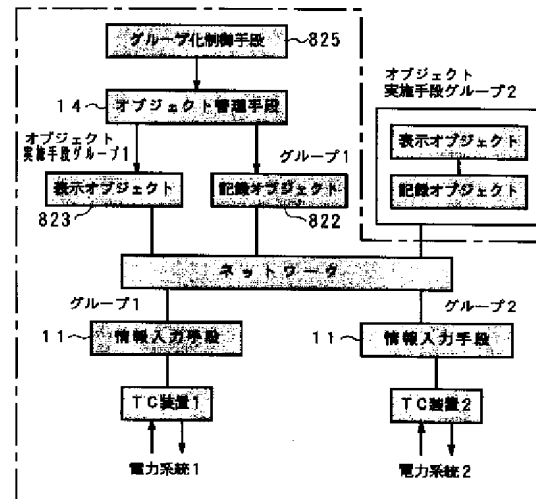 グループ化制御手段
825
オブジェクト
実施手段グループ2
14
オブジェクト管理手段
オブジェクト
実施手段グループ1
グループ1
表示オブジェクト
記録オブジェクト
表示オブジェクト
記録オブジェクト
823
822
ネットワーク
グループ1
グループ2
11
情報入力手段
11
情報入力手段
TC装置1
TC装置2
電力系統1
電力系統2